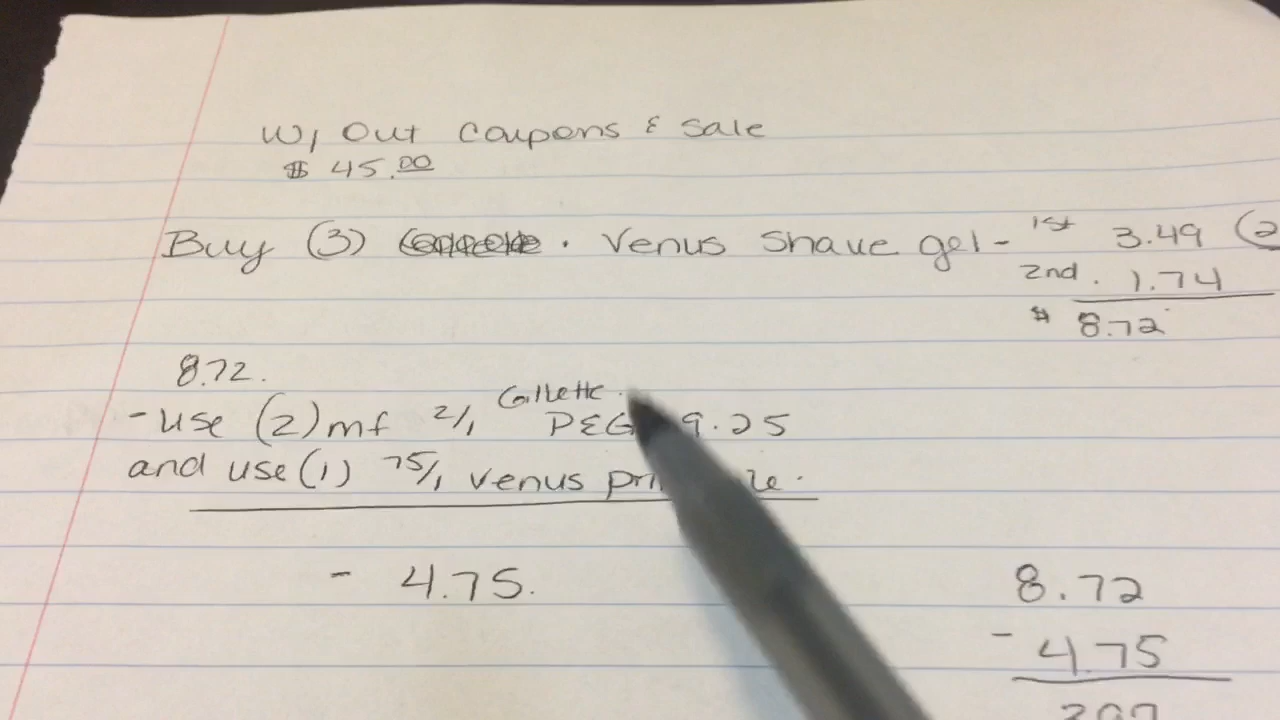 W/ Out Coupons & Sale
$ 45.00
Buy (3) . Venus Shave gel - 1st 3.49 (2
2nd . 1.74
$ 8.72
8.72.
- use (2) mf 2/1 Gillette P&G 9.25
and use (1) 75/1 Venus
- 4.75.
8.72
- 4.75